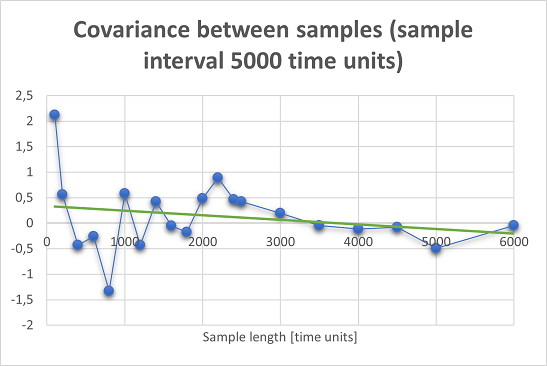 Covariance between samples (sample
interval 5000 time units)
2,5
2
1,5
1
0,5
0
0 1000 2000 3000 4000 5000 6000
-0,5
-1
-1,5
-2
Sample length [time units]